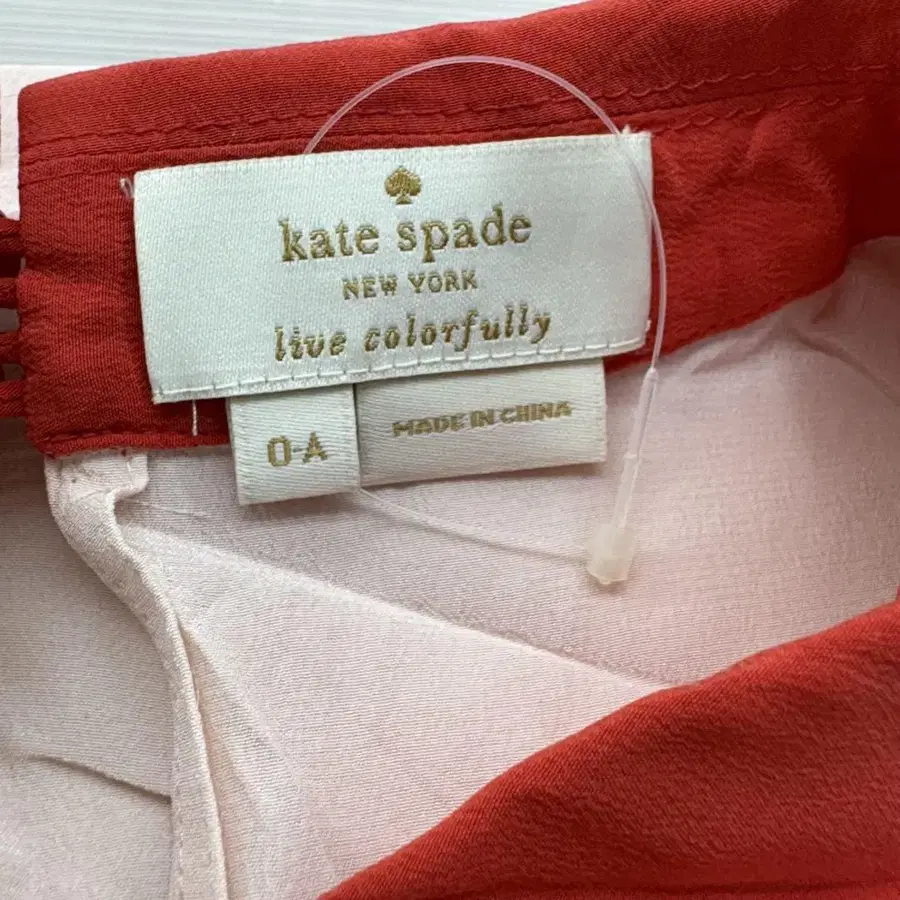 kate spade
NEW YORK
live colorfully
0-A
MADE IN CHINA